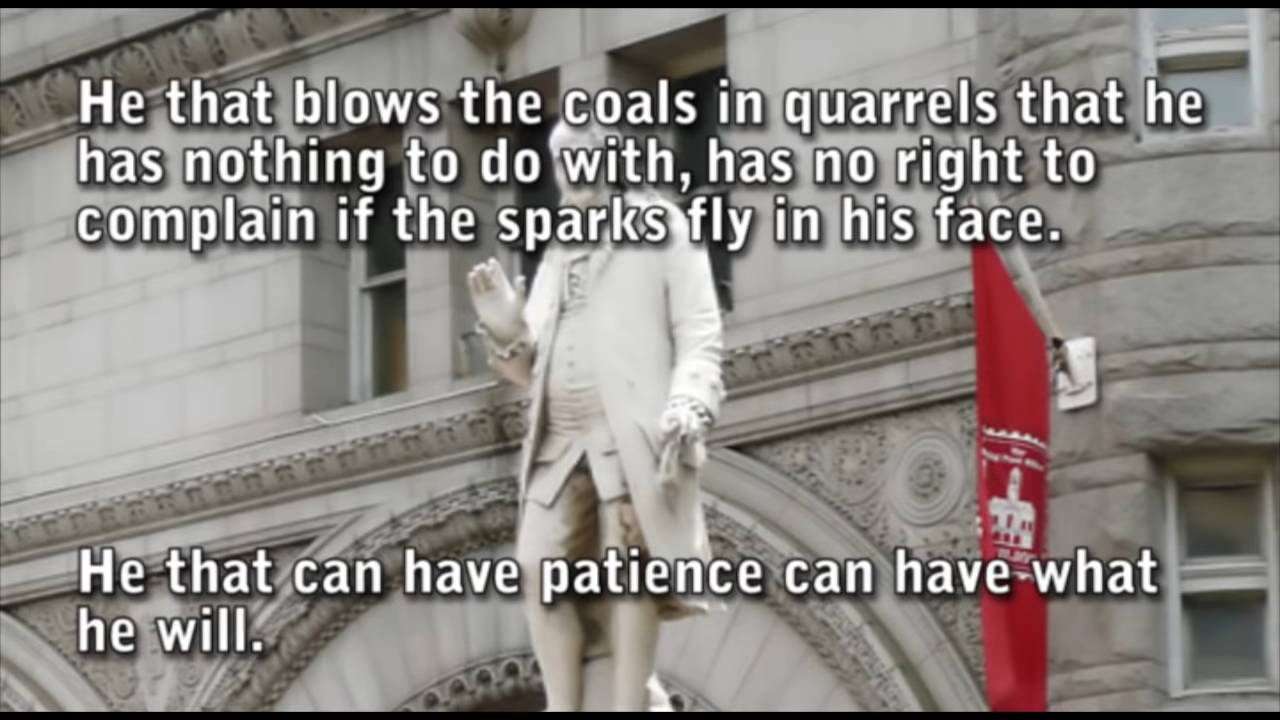 He that blows the coals in quarrels that he
has nothing to do with, has no right to
complain if the sparks fly in his face.
He that can have patience can have what
he will.